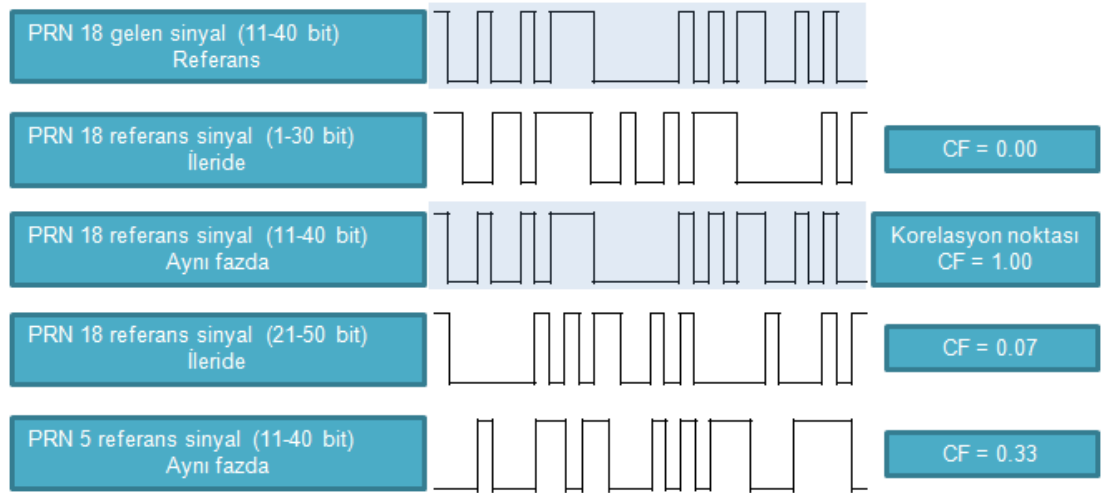 PRN 18 gelen sinyal (11-40 bit)
Referans
PRN 18 referans sinyal (1-30 bit)
İleride
CF = 0.00
PRN 18 referans sinyal (11-40 bit)
Aynı fazda
Korelasyon noktası
CF = 1.00
PRN 18 referans sinyal (21-50 bit)
İleride
CF = 0.07
PRN 5 referans sinyal (11-40 bit)
Aynı fazda
CF = 0.33